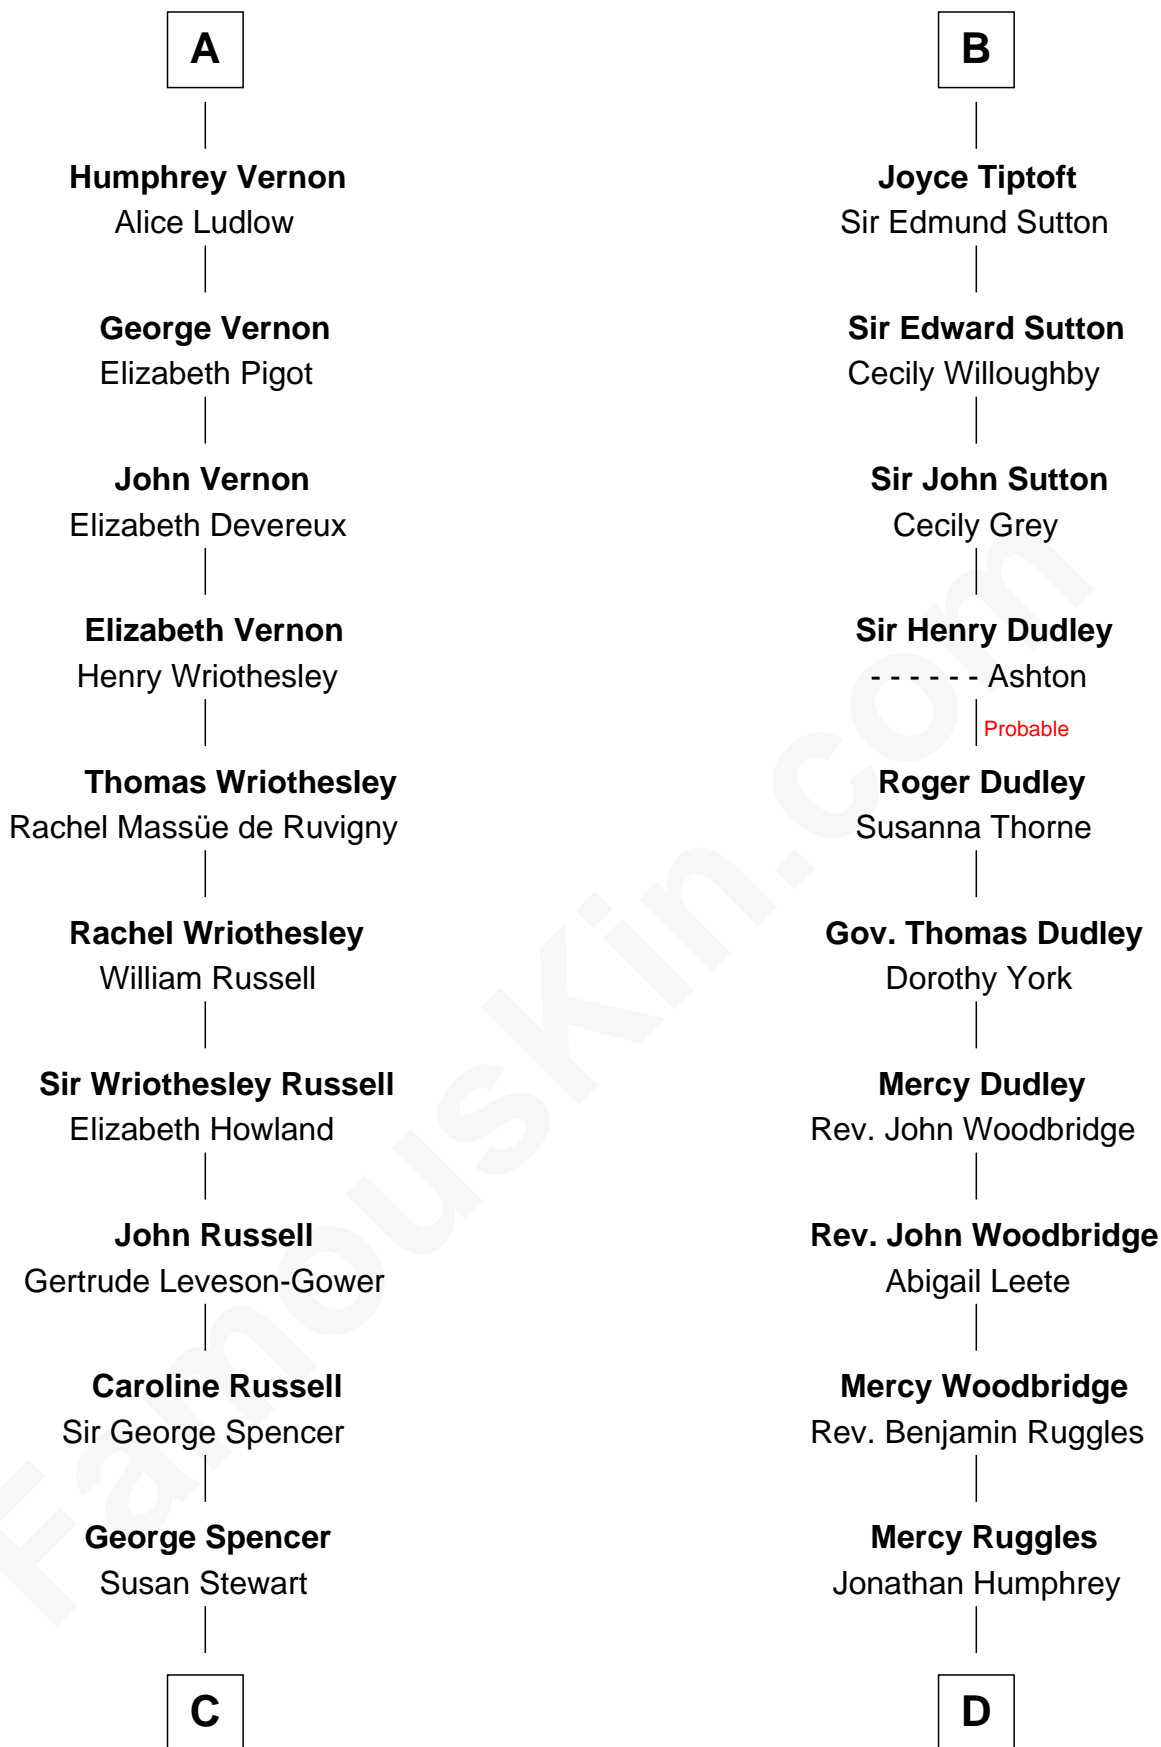 A
Humphrey Vernon
Alice Ludlow
George Vernon
Elizabeth Pigot
John Vernon
Elizabeth Devereux
Elizabeth Vernon
Henry Wriothesley
Thomas Wriothesley
Rachel Massüe de Ruvigny
Rachel Wriothesley
William Russell
Sir Wriothesley Russell
Elizabeth Howland
John Russell
Gertrude Leveson-Gower
Caroline Russell
Sir George Spencer
George Spencer
Susan Stewart
C
B
Joyce Tiptoft
Sir Edmund Sutton
Sir Edward Sutton
Cecily Willoughby
Sir John Sutton
Cecily Grey
Sir Henry Dudley
- - - - - - Ashton
Probable
Roger Dudley
Susanna Thorne
Gov. Thomas Dudley
Dorothy York
Mercy Dudley
Rev. John Woodbridge
Rev. John Woodbridge
Abigail Leete
Mercy Woodbridge
Rev. Benjamin Ruggles
Mercy Ruggles
Jonathan Humphrey
D
FamousKin.com